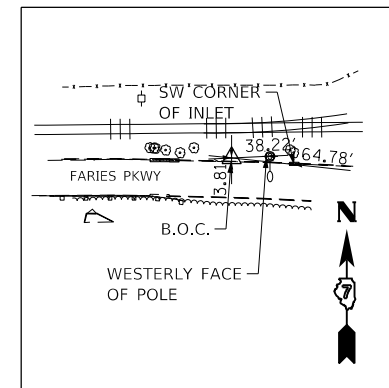 SW CORNER
OF INLET
38.22'
64.78'
FARIES PKWY
3.81'
B.O.C.
WESTERLY FACE
OF POLE
N
7